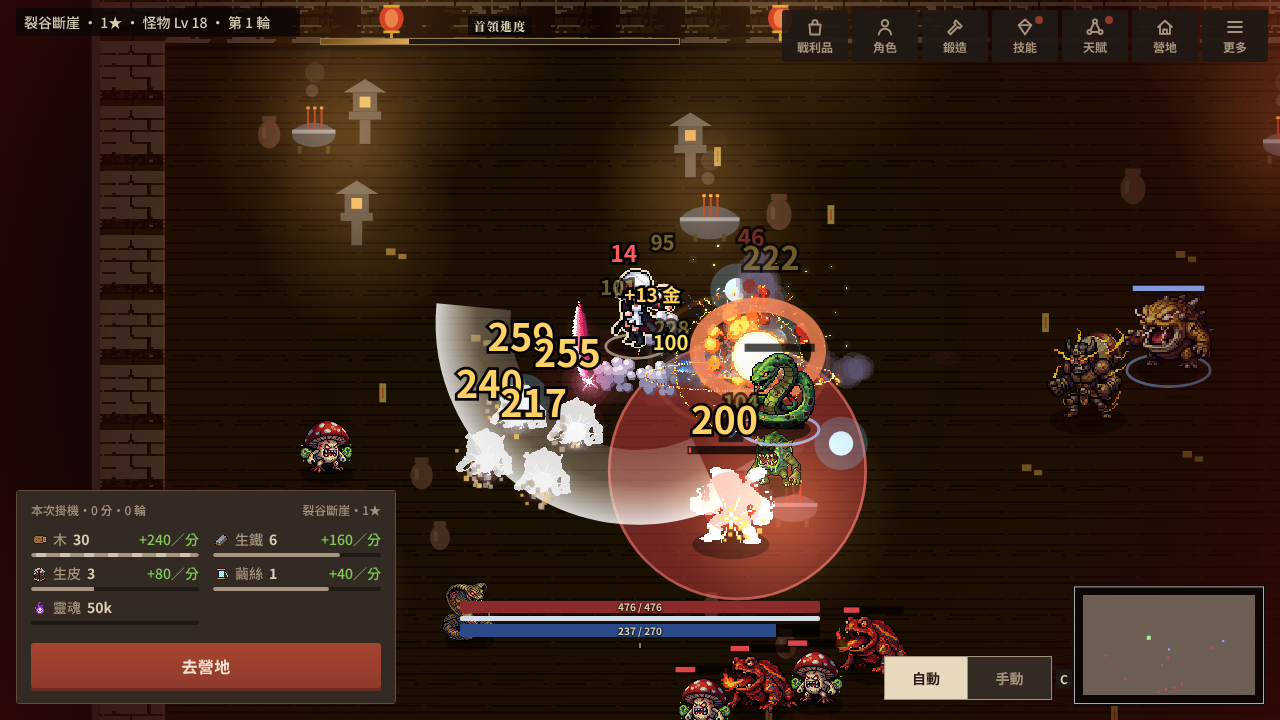 裂谷斷崖 · 1★ · 怪物 Lv 18 · 第 1 輪
首領進度
戰利品
角色
鍛造
技能
天賦
營地
更多
46
95
222
14
+13 金
228
100
259
255
240
217
200
本次掛機 · 0 分 · 0 輪
裂谷斷崖 · 1★
木 30 +240／分
生鐵 6 +160／分
生皮 3 +80／分
繭絲 1 +40／分
靈魂 50k
去營地
476 / 476
237 / 270
自動
手動
C